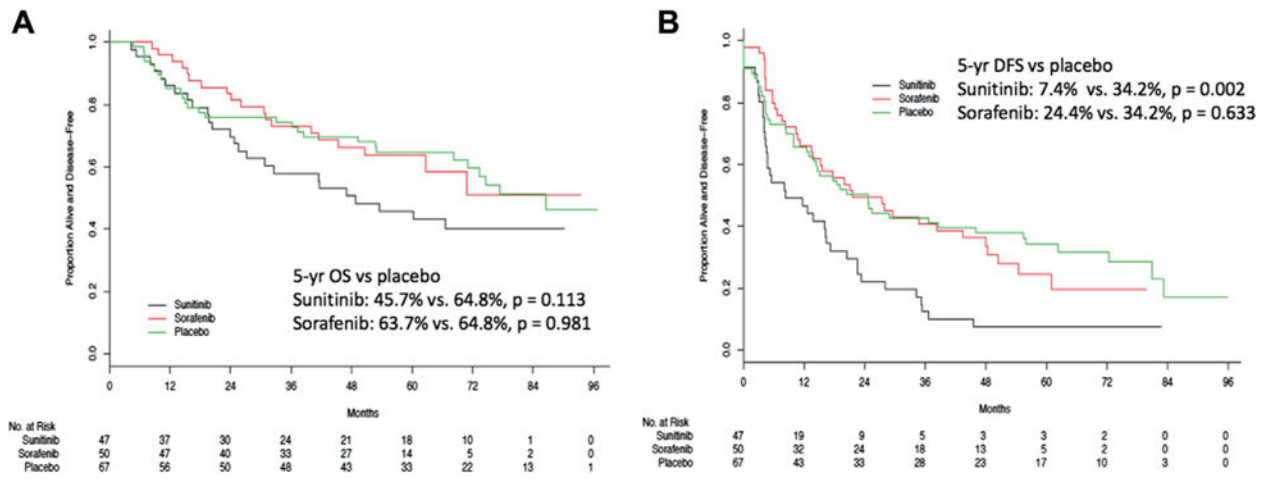 A
Proportion Alive and Disease-Free
1.0
0.8
0.6
0.4
0.2
0.0
Sunitinib
Sorafenib
Placebo
5-yr OS vs placebo
Sunitinib: 45.7% vs. 64.8%, p = 0.113
Sorafenib: 63.7% vs. 64.8%, p = 0.981
0 12 24 36 48 60 72 84 96
Months
No. at Risk
Sunitinib 47 37 30 24 21 18 10 1 0
Sorafenib 50 47 40 33 27 14 5 2 0
Placebo 67 56 50 48 43 33 22 13 1
B
Proportion Alive and Disease-Free
1.0
0.8
0.6
0.4
0.2
0.0
Sunitinib
Sorafenib
Placebo
5-yr DFS vs placebo
Sunitinib: 7.4% vs. 34.2%, p = 0.002
Sorafenib: 24.4% vs. 34.2%, p = 0.633
0 12 24 36 48 60 72 84 96
Months
No. at Risk
Sunitinib 47 19 9 5 3 3 2 0 0
Sorafenib 50 32 24 18 13 5 2 0 0
Placebo 67 43 33 28 23 17 10 3 0